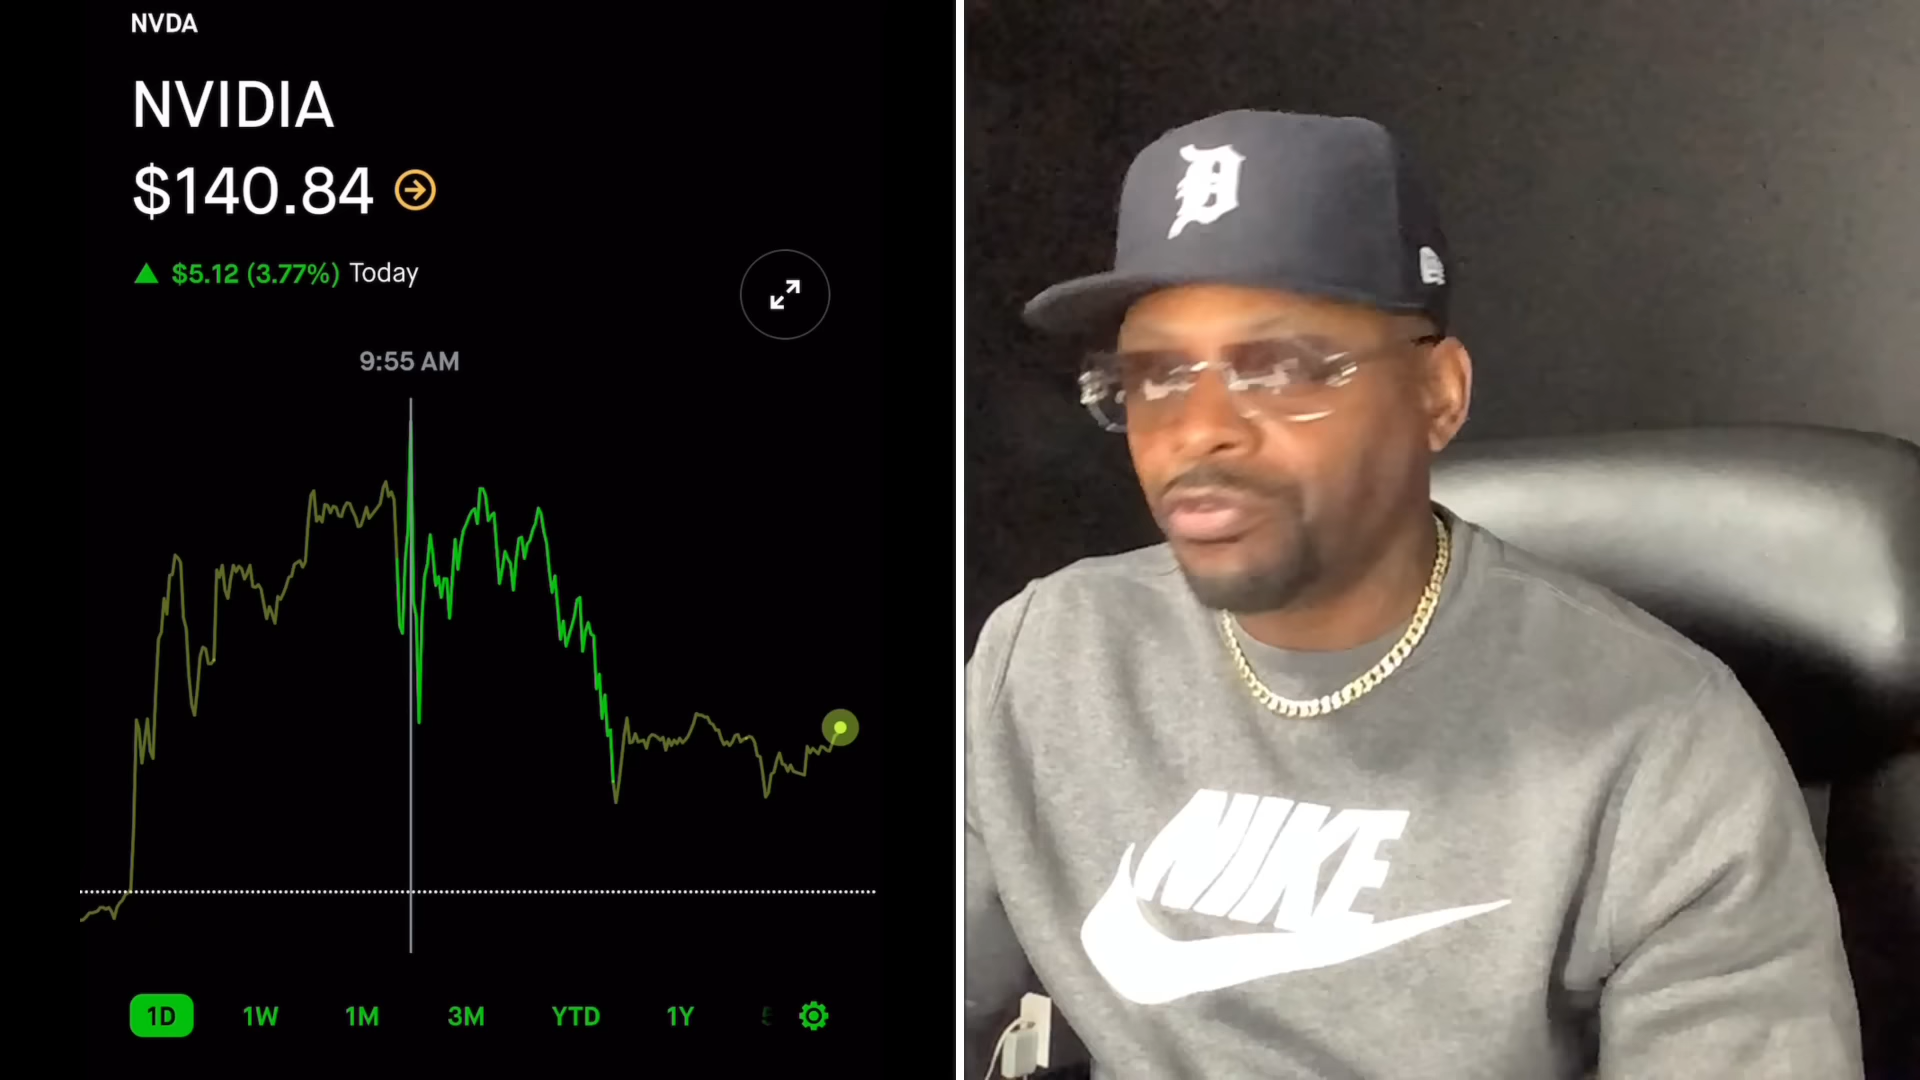 NVDA
NVIDIA
$140.84
$5.12 (3.77%) Today
9:55 AM
1D 1W 1M 3M YTD 1Y
D
NIKE